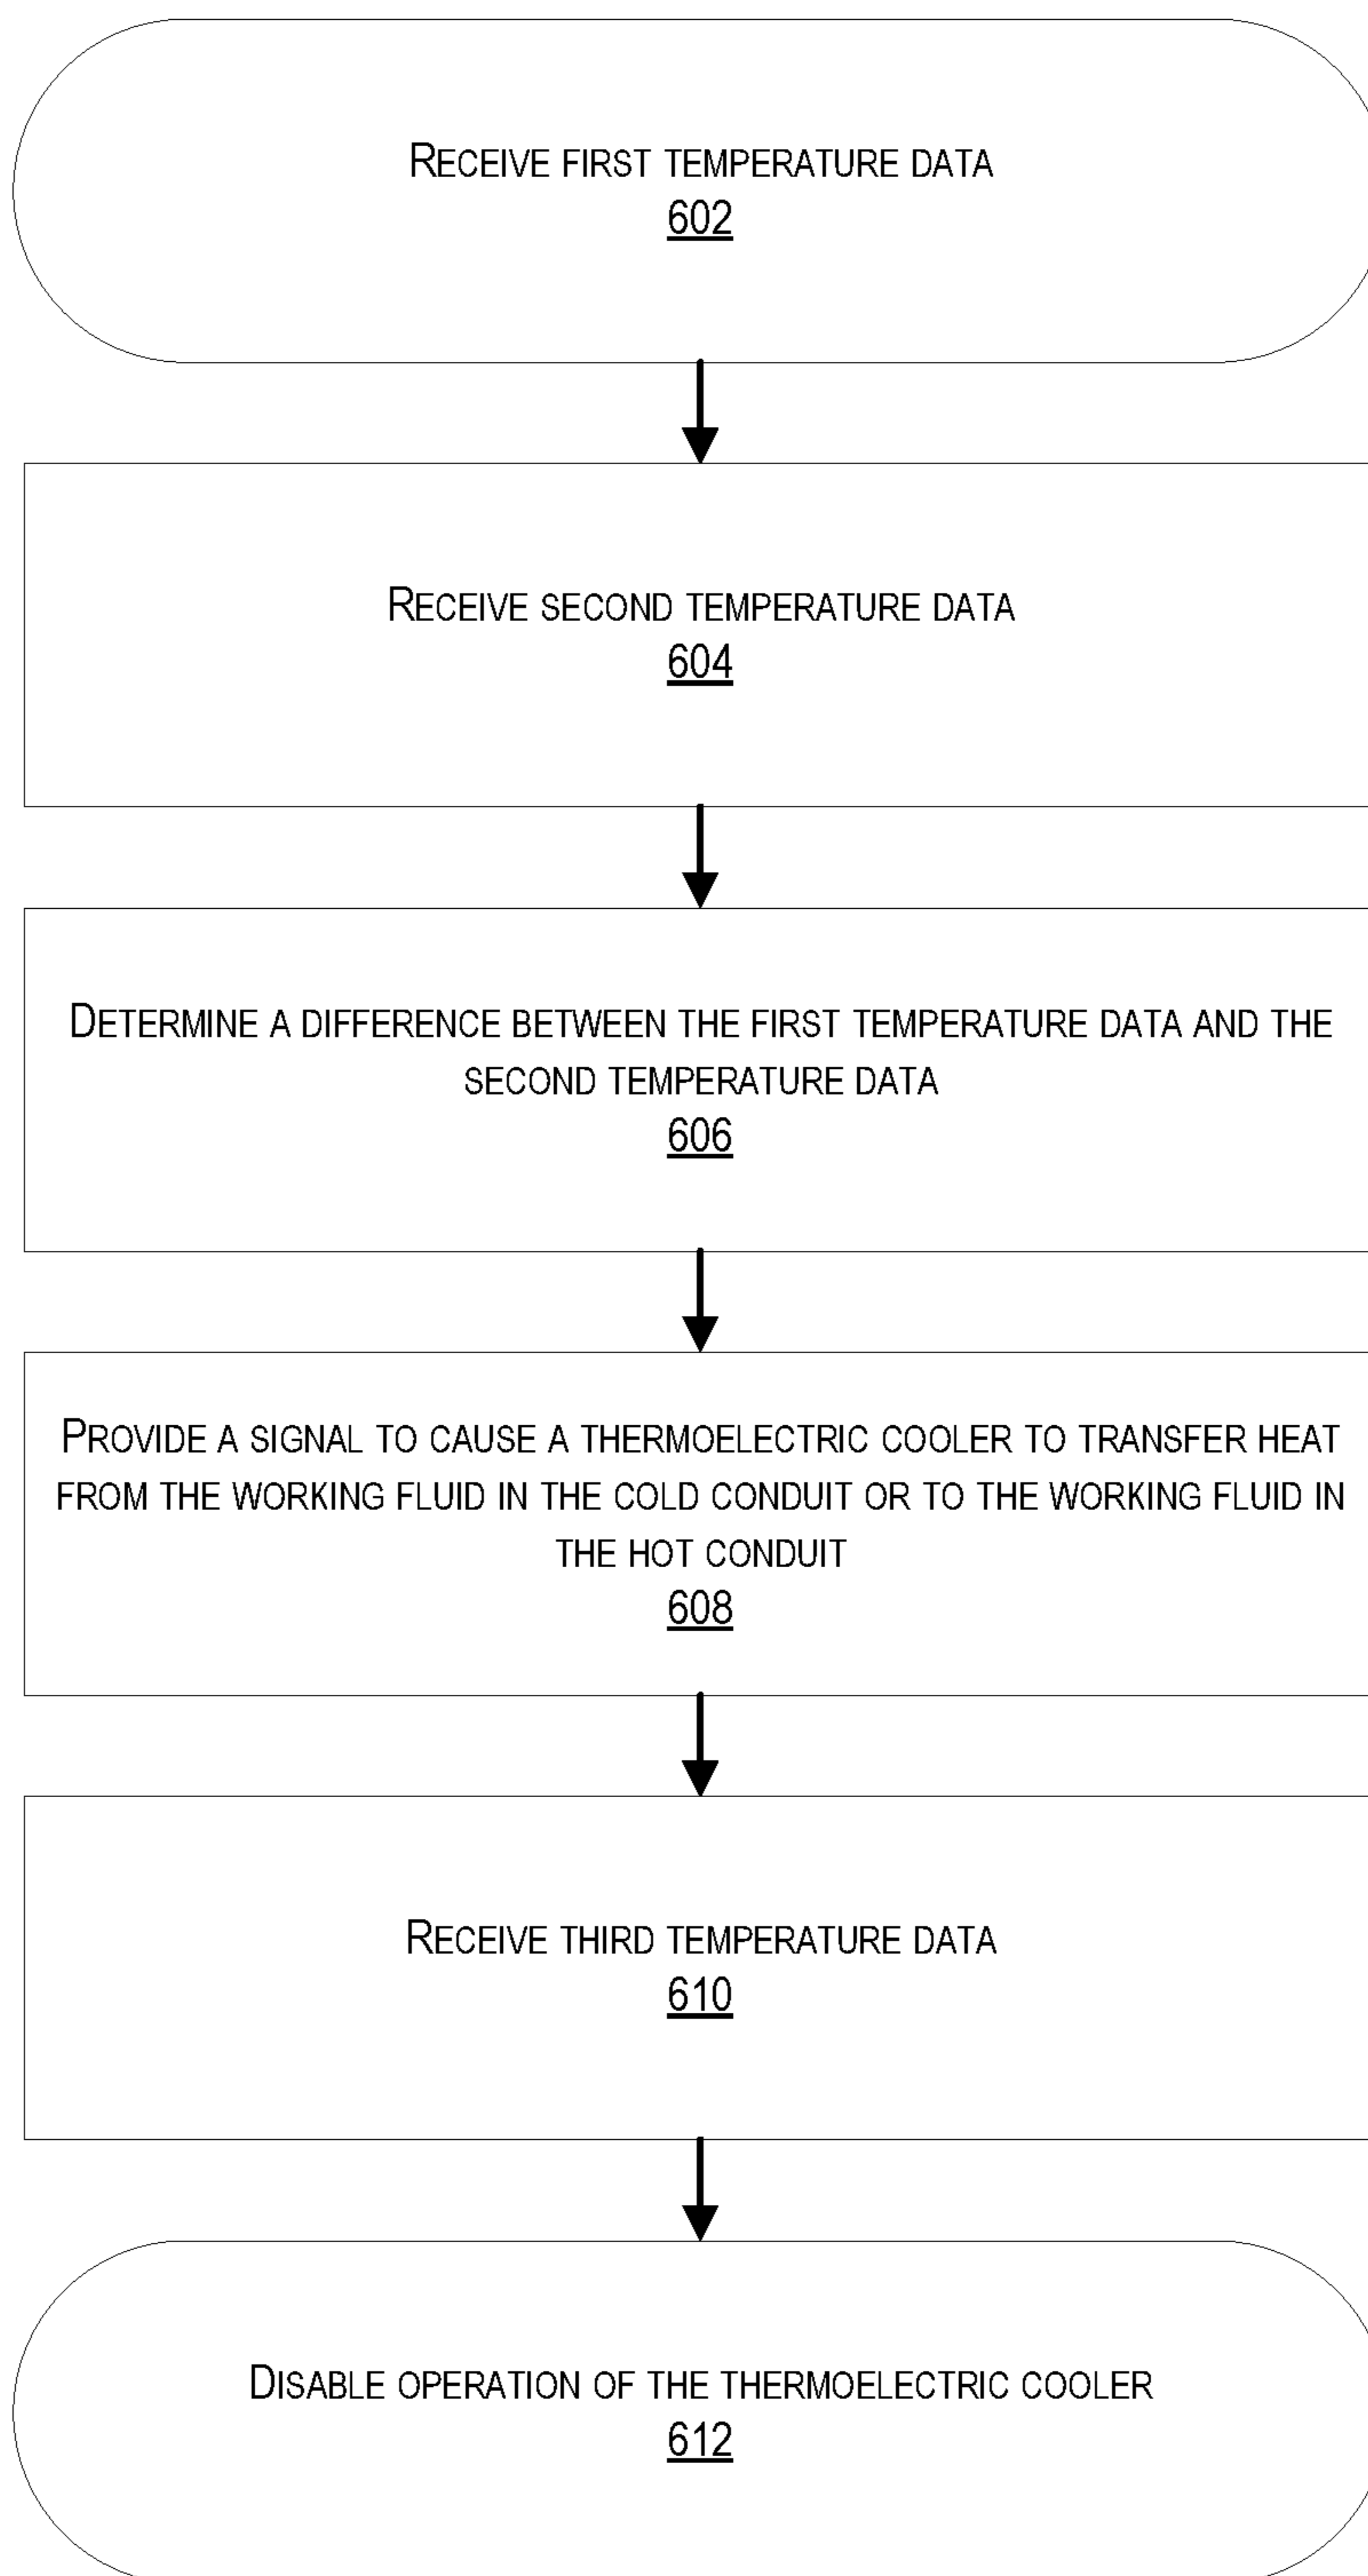 RECEIVE FIRST TEMPERATURE DATA
602
RECEIVE SECOND TEMPERATURE DATA
604
DETERMINE A DIFFERENCE BETWEEN THE FIRST TEMPERATURE DATA AND THE
SECOND TEMPERATURE DATA
606
PROVIDE A SIGNAL TO CAUSE A THERMOELECTRIC COOLER TO TRANSFER HEAT
FROM THE WORKING FLUID IN THE COLD CONDUIT OR TO THE WORKING FLUID IN
THE HOT CONDUIT
608
RECEIVE THIRD TEMPERATURE DATA
610
DISABLE OPERATION OF THE THERMOELECTRIC COOLER
612